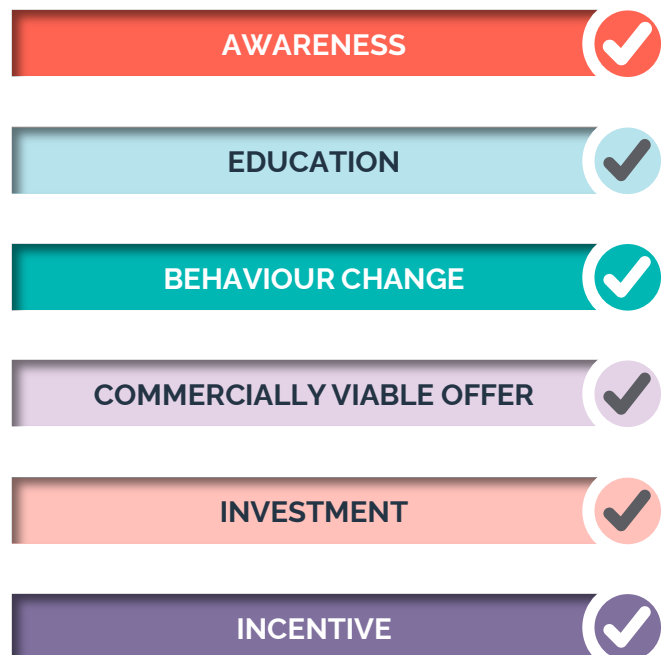 AWARENESS
EDUCATION
BEHAVIOUR CHANGE
COMMERCIALLY VIABLE OFFER
INVESTMENT
INCENTIVE